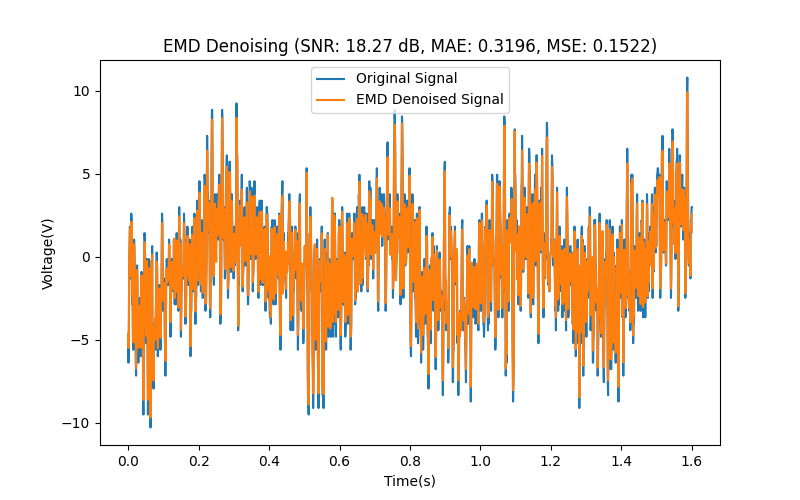 EMD Denoising (SNR: 18.27 dB, MAE: 0.3196, MSE: 0.1522)
Original Signal
EMD Denoised Signal
10
5
0
−5
−10
Voltage(V)
0.0 0.2 0.4 0.6 0.8 1.0 1.2 1.4 1.6
Time(s)